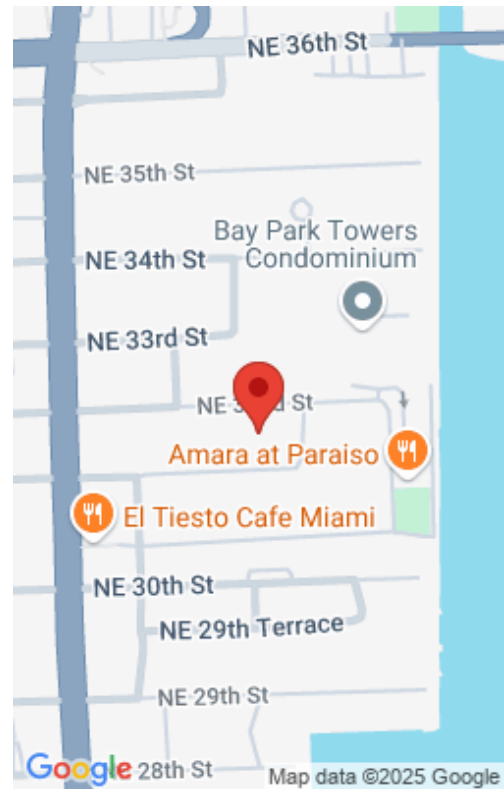 NE 36th St
NE 35th St
Bay Park Towers
Condominium
NE 34th St
NE 33rd St
NE
d St
Amara at Paraiso
El Tiesto Cafe Miami
NE 30th St
NE 29th Terrace
NE 29th St
Google
28th St
Map data ©2025 Google